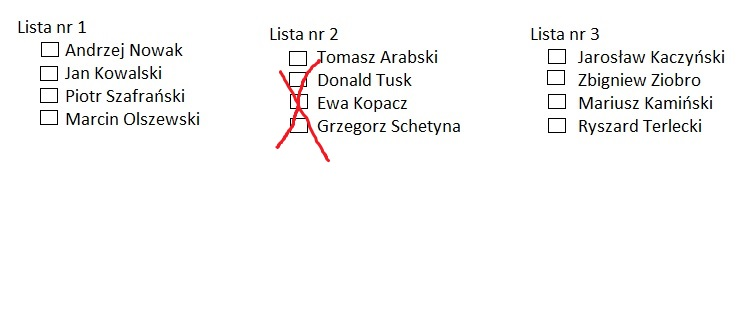 Lista nr 1
Andrzej Nowak
Jan Kowalski
Piotr Szafrański
Marcin Olszewski
Lista nr 2
Tomasz Arabski
Donald Tusk
Ewa Kopacz
Grzegorz Schetyna
Lista nr 3
Jarosław Kaczyński
Zbigniew Ziobro
Mariusz Kamiński
Ryszard Terlecki